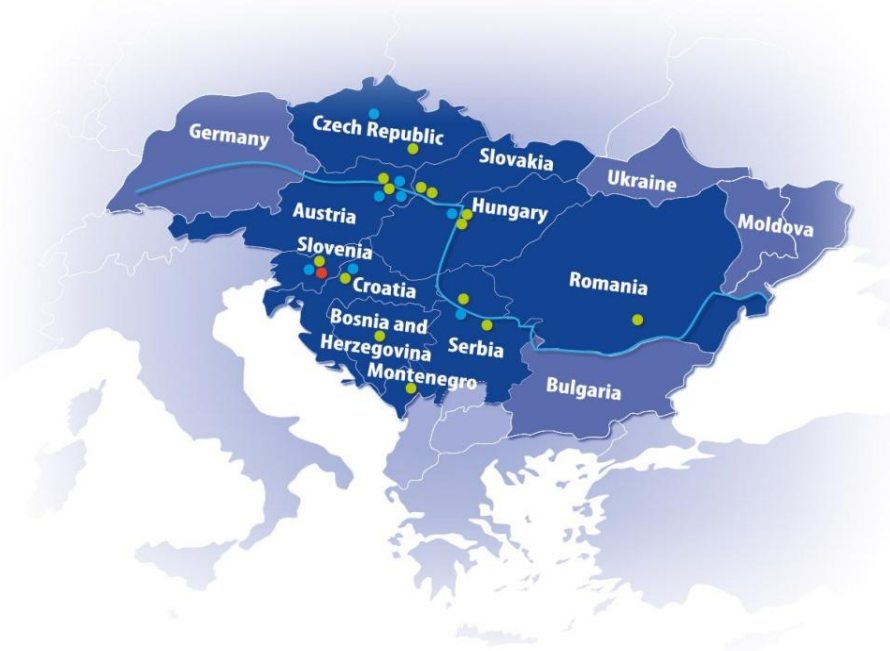 Germany
Czech Republic
Slovakia
Ukraine
Austria
Hungary
Moldova
Slovenia
Croatia
Romania
Bosnia and
Herzegovina
Serbia
Montenegro
Bulgaria